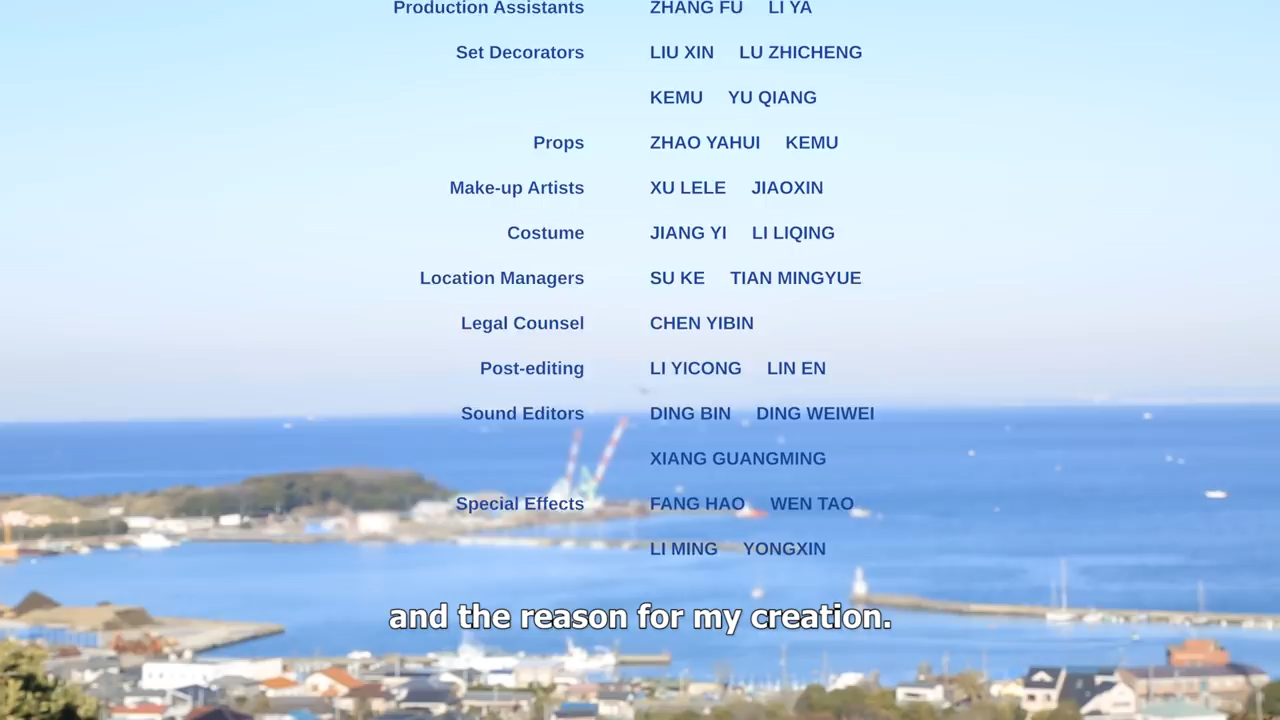 Production Assistants ZHANG FU LI YA
Set Decorators LIU XIN LU ZHICHENG
KEMU YU QIANG
Props ZHAO YAHUI KEMU
Make-up Artists XU LELE JIAOXIN
Costume JIANG YI LI LIQING
Location Managers SU KE TIAN MINGYUE
Legal Counsel CHEN YIBIN
Post-editing LI YICONG LIN EN
Sound Editors DING BIN DING WEIWEI
XIANG GUANGMING
Special Effects FANG HAO WEN TAO
LI MING YONGXIN
and the reason for my creation.